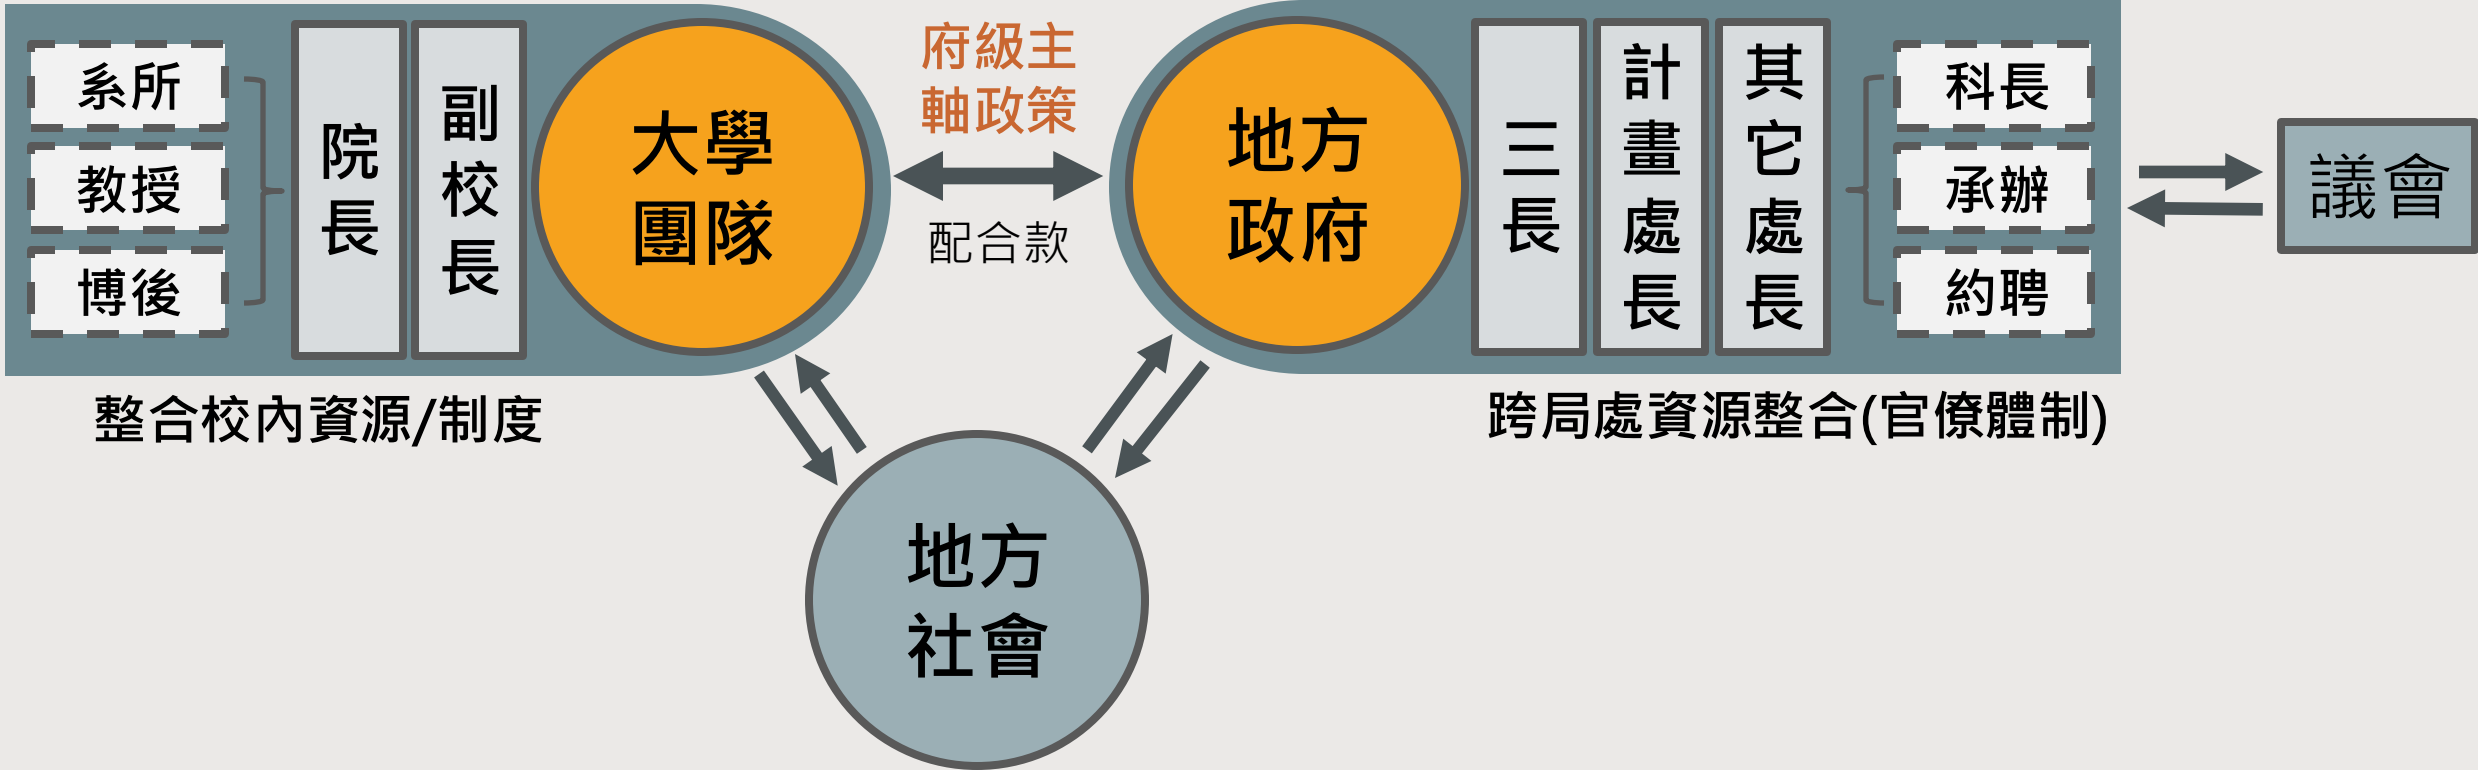 系所
教授
博後
院長
副校長
大學
團隊
整合校內資源/制度
府級主
軸政策
配合款
地方
政府
三長
計畫處長
其它處長
科長
承辦
約聘
跨局處資源整合(官僚體制)
議會
地方
社會